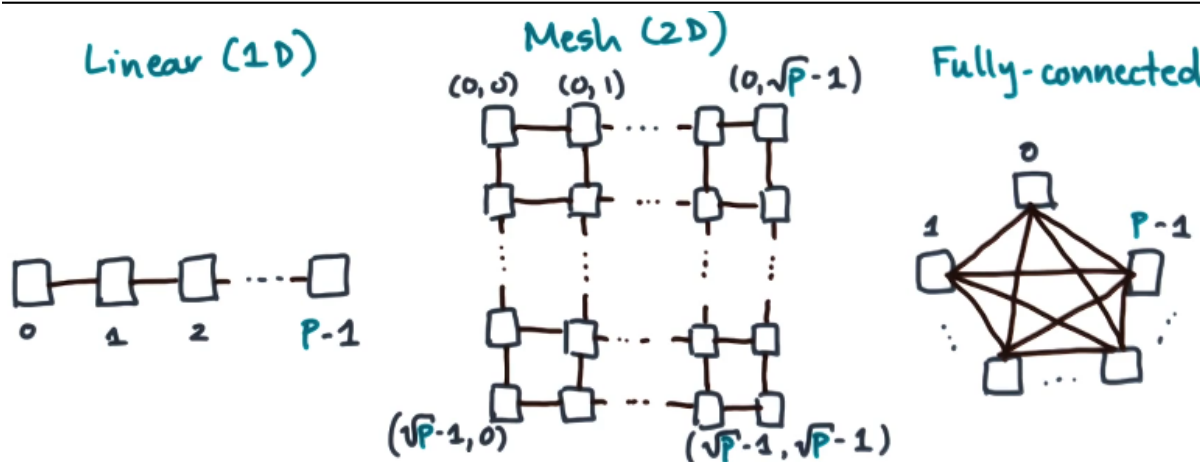 Linear (1D)
0 1 2 P-1
Mesh (2D)
(0,0) (0,1) (0,√P-1)
(√P-1,0) (√P-1,√P-1)
Fully-connected
0
1 P-1